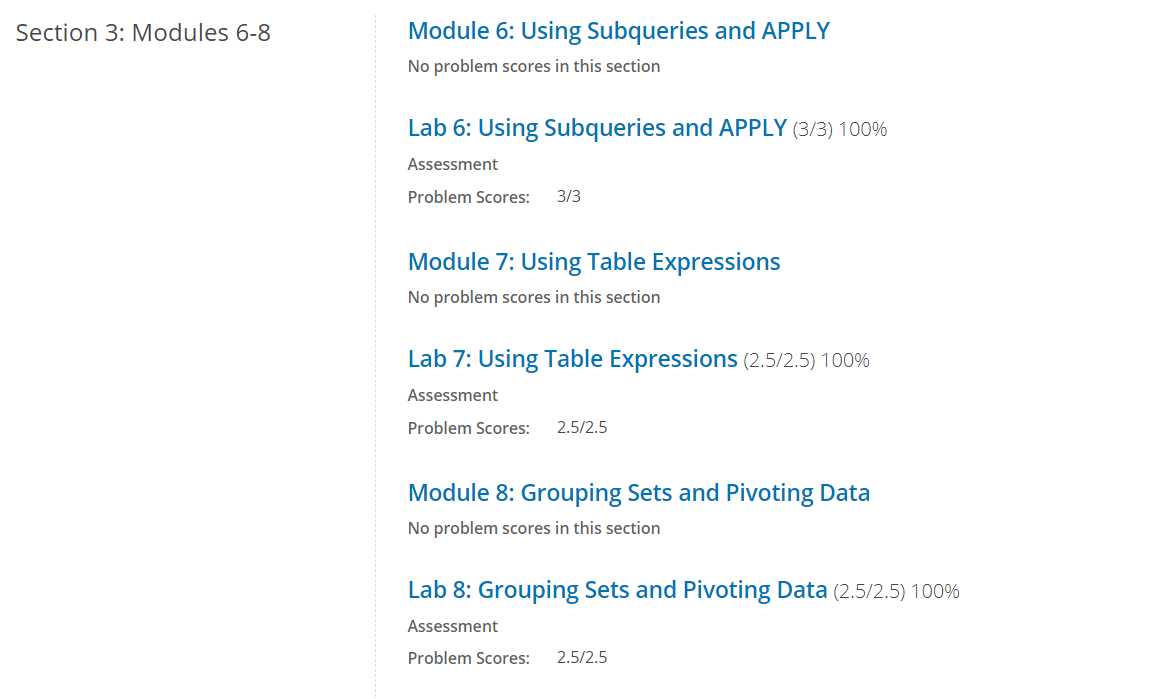 Section 3: Modules 6-8
Module 6: Using Subqueries and APPLY
No problem scores in this section
Lab 6: Using Subqueries and APPLY (3/3) 100%
Assessment
Problem Scores: 3/3
Module 7: Using Table Expressions
No problem scores in this section
Lab 7: Using Table Expressions (2.5/2.5) 100%
Assessment
Problem Scores: 2.5/2.5
Module 8: Grouping Sets and Pivoting Data
No problem scores in this section
Lab 8: Grouping Sets and Pivoting Data (2.5/2.5) 100%
Assessment
Problem Scores: 2.5/2.5